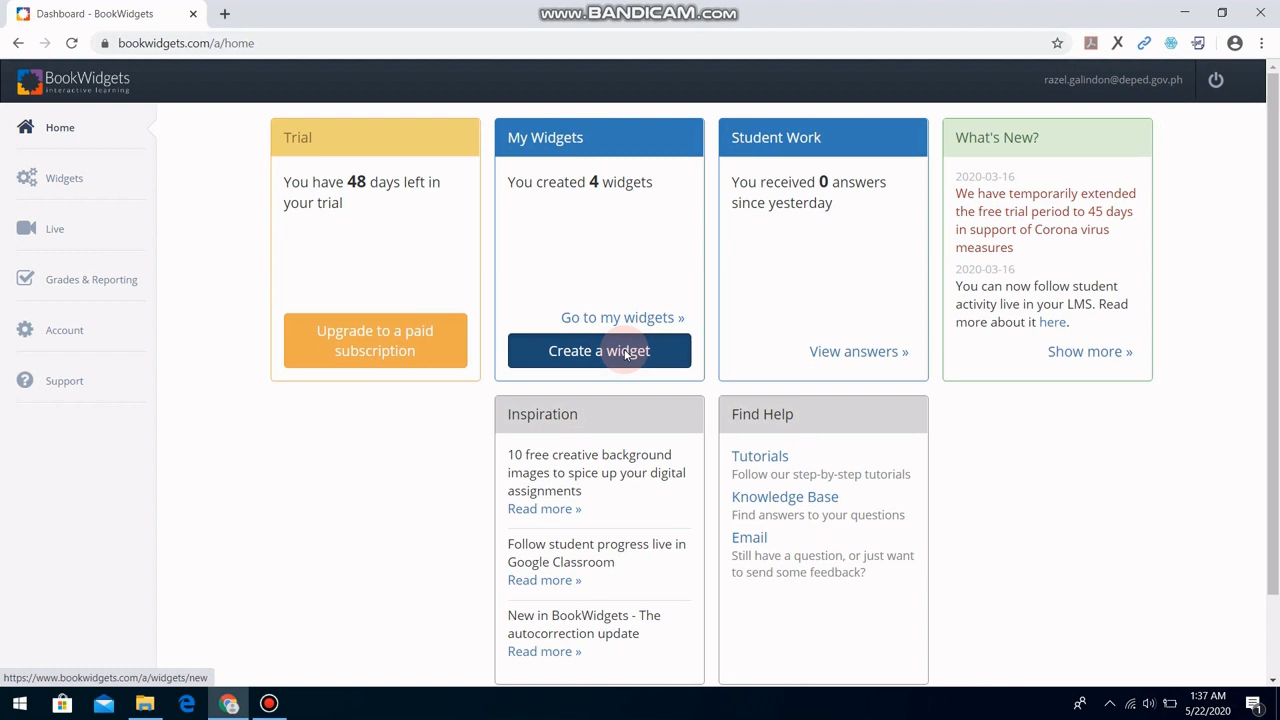 Dashboard - BookWidgets
www.BANDICAM.com
bookwidgets.com/a/home
BookWidgets
interactive learning
razel.galindon@deped.gov.ph
Home
Widgets
Live
Grades & Reporting
Account
Support
Trial
You have 48 days left in
your trial
Upgrade to a paid
subscription
My Widgets
You created 4 widgets
Go to my widgets »
Create a widget
Student Work
You received 0 answers
since yesterday
View answers »
What's New?
2020-03-16
We have temporarily extended
the free trial period to 45 days
in support of Corona virus
measures
2020-03-16
You can now follow student
activity live in your LMS. Read
more about it here.
Show more »
Inspiration
10 free creative background
images to spice up your digital
assignments
Read more »
Follow student progress live in
Google Classroom
Read more »
New in BookWidgets - The
autocorrection update
Read more »
Find Help
Tutorials
Follow our step-by-step tutorials
Knowledge Base
Find answers to your questions
Email
Still have a question, or just want
to send some feedback?
https://www.bookwidgets.com/a/widgets/new
1:37 AM
5/22/2020
1